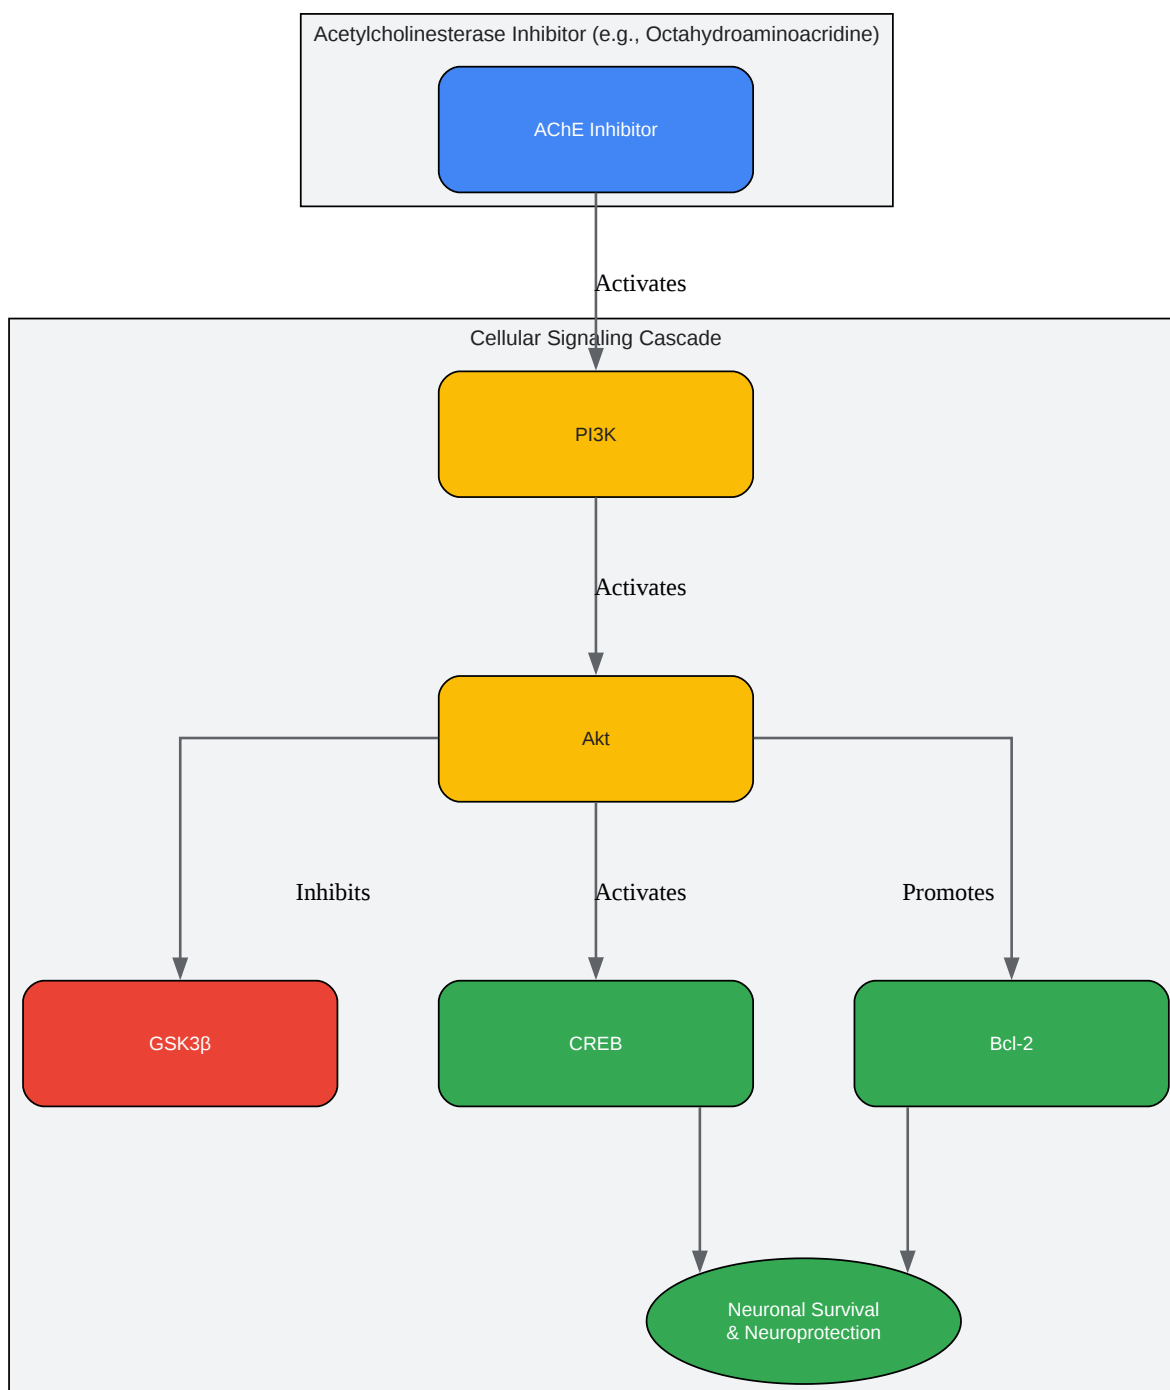 Acetylcholinesterase Inhibitor (e.g., Octahydroaminoacridine)
AChE Inhibitor
Activates
Cellular Signaling Cascade
PI3K
Activates
Akt
Inhibits
Activates
Promotes
GSK3β
CREB
Bcl-2
Neuronal Survival
& Neuroprotection